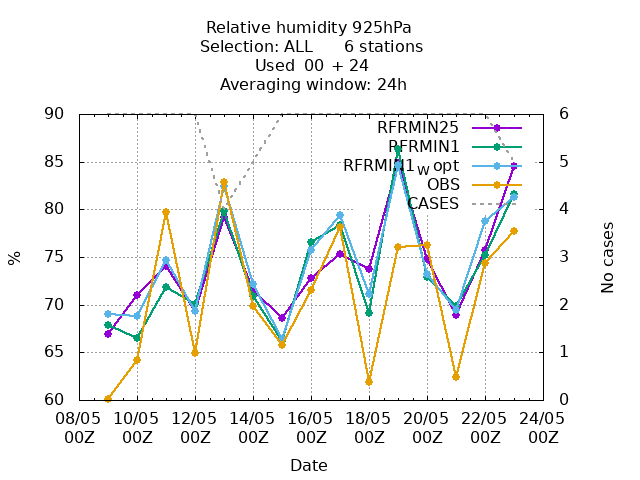 Relative humidity 925hPa
Selection: ALL 6 stations
Used 00 + 24
Averaging window: 24h
90 6
RFRMIN25
RFRMIN1
85 5
RFRMIN1w opt
OBS
80 CASES 4
75 3
% No cases
70 2
65 1
60 0
08/05 10/05 12/05 14/05 16/05 18/05 20/05 22/05 24/05
00Z 00Z 00Z 00Z 00Z 00Z 00Z 00Z 00Z
Date